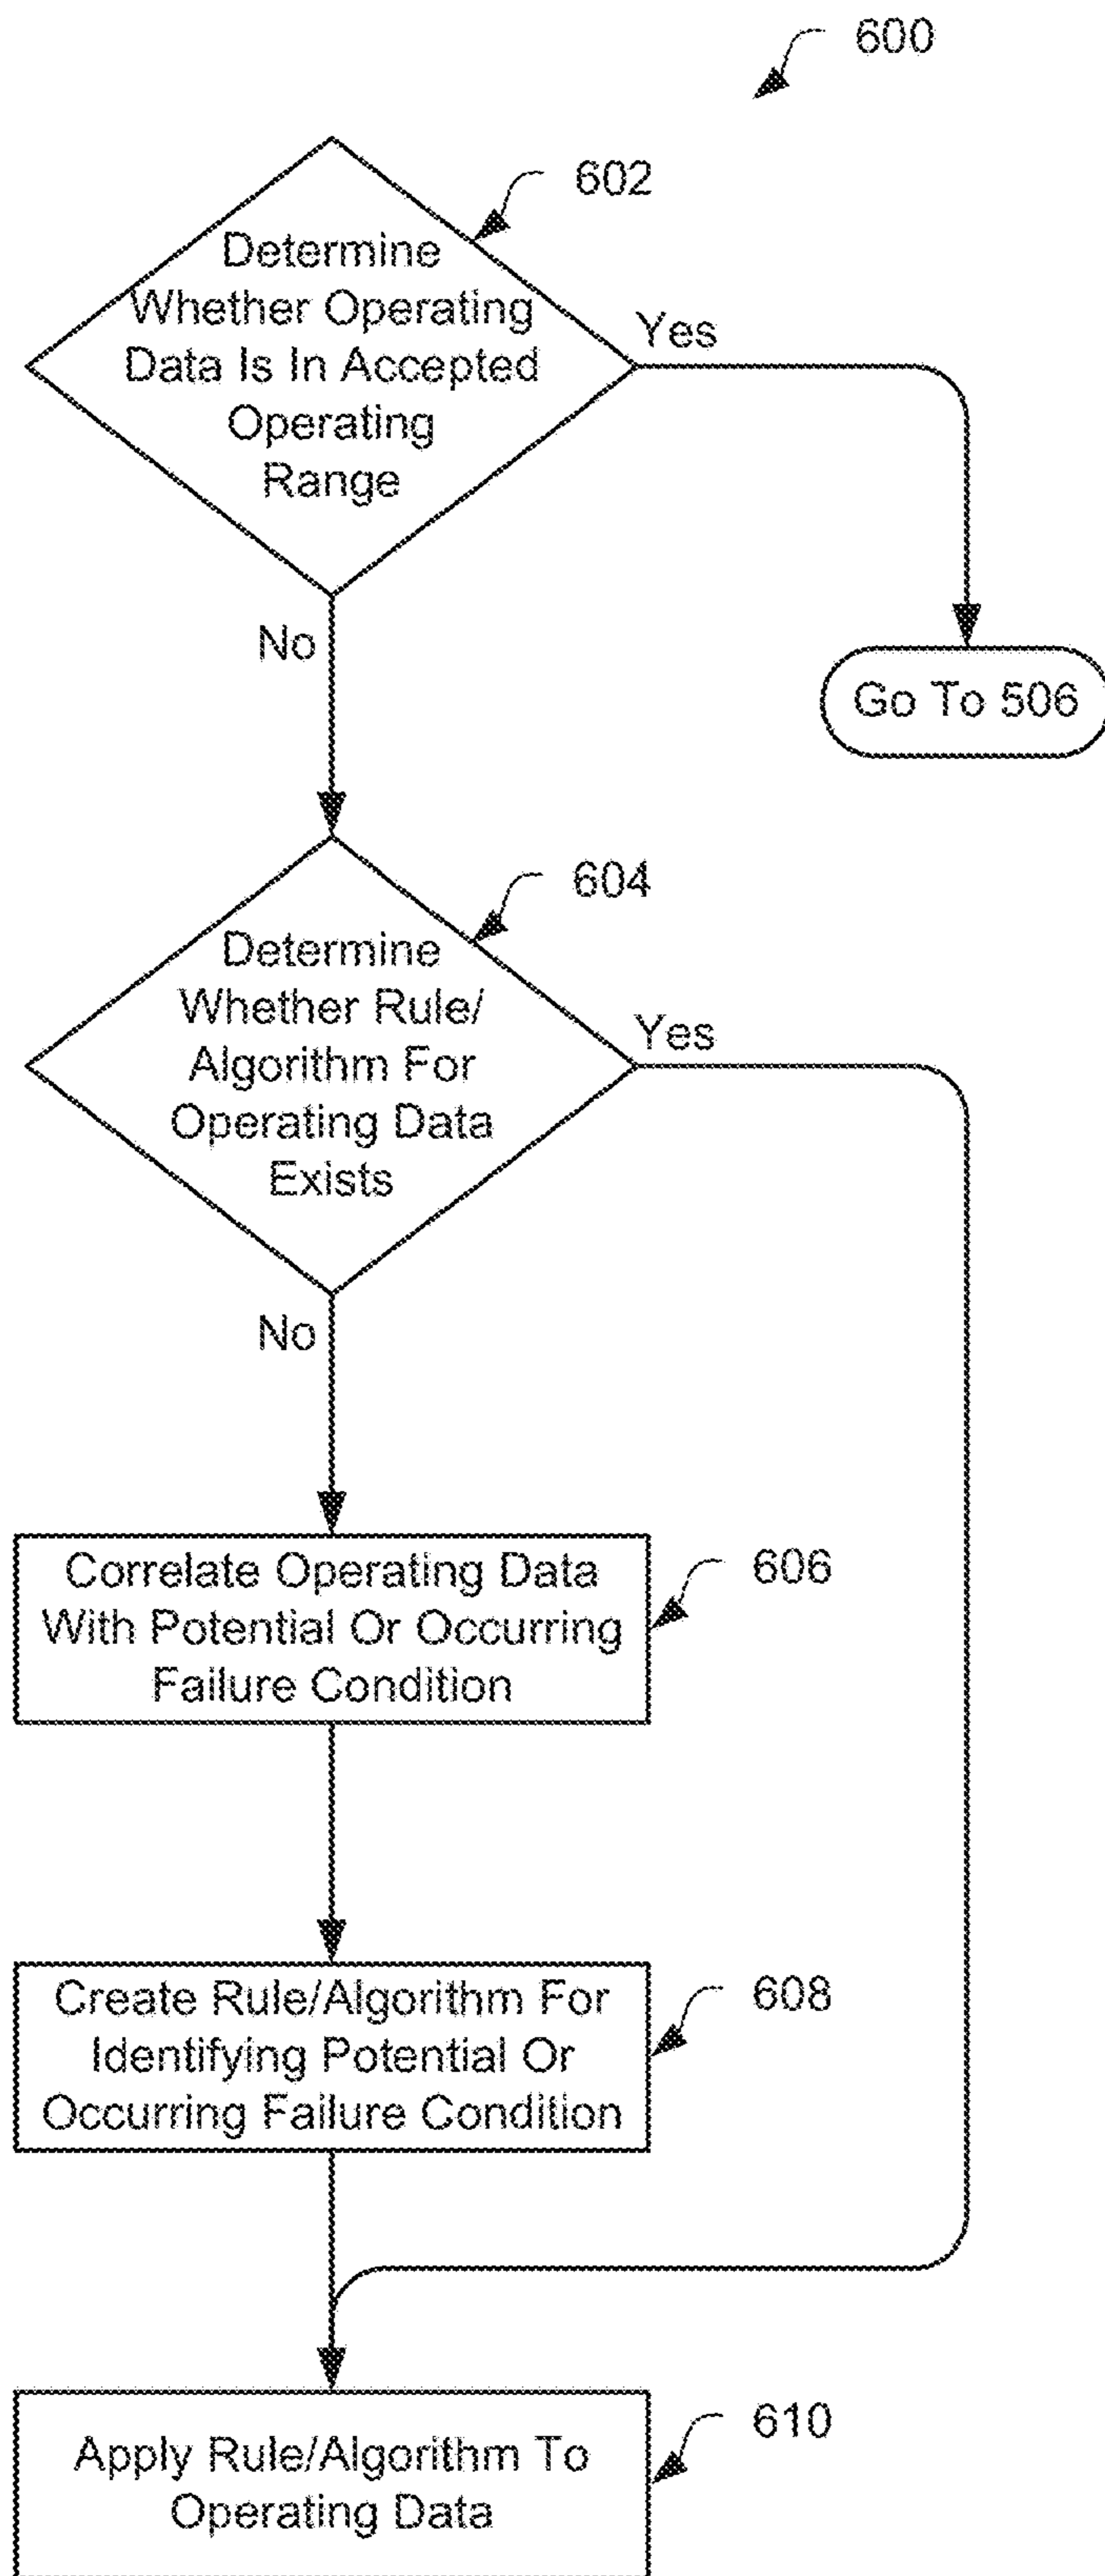 600
602
Determine
Whether Operating
Data Is In Accepted
Operating
Range
Yes
No
Go To 506
604
Determine
Whether Rule/
Algorithm For
Operating Data
Exists
Yes
No
Correlate Operating Data
With Potential Or Occurring
Failure Condition
606
Create Rule/Algorithm For
Identifying Potential Or
Occurring Failure Condition
608
Apply Rule/Algorithm To
Operating Data
610